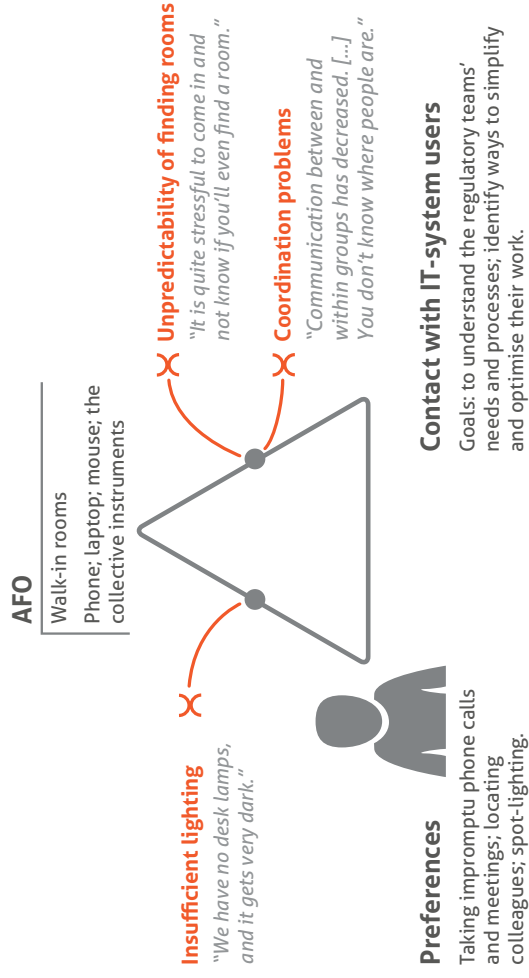 AFO
Walk-in rooms
Phone; laptop; mouse; the
collective instruments
Insufficient lighting
“We have no desk lamps,
and it gets very dark.”
Unpredictability of finding rooms
“It is quite stressful to come in and
not know if you’ll even find a room.”
Coordination problems
“Communication between and
within groups has decreased. [...]
You don’t know where people are.”
Preferences
Taking impromptu phone calls
and meetings; locating
colleagues; spot-lighting.
Contact with IT-system users
Goals: to understand the regulatory teams’
needs and processes; identify ways to simplify
and optimise their work.